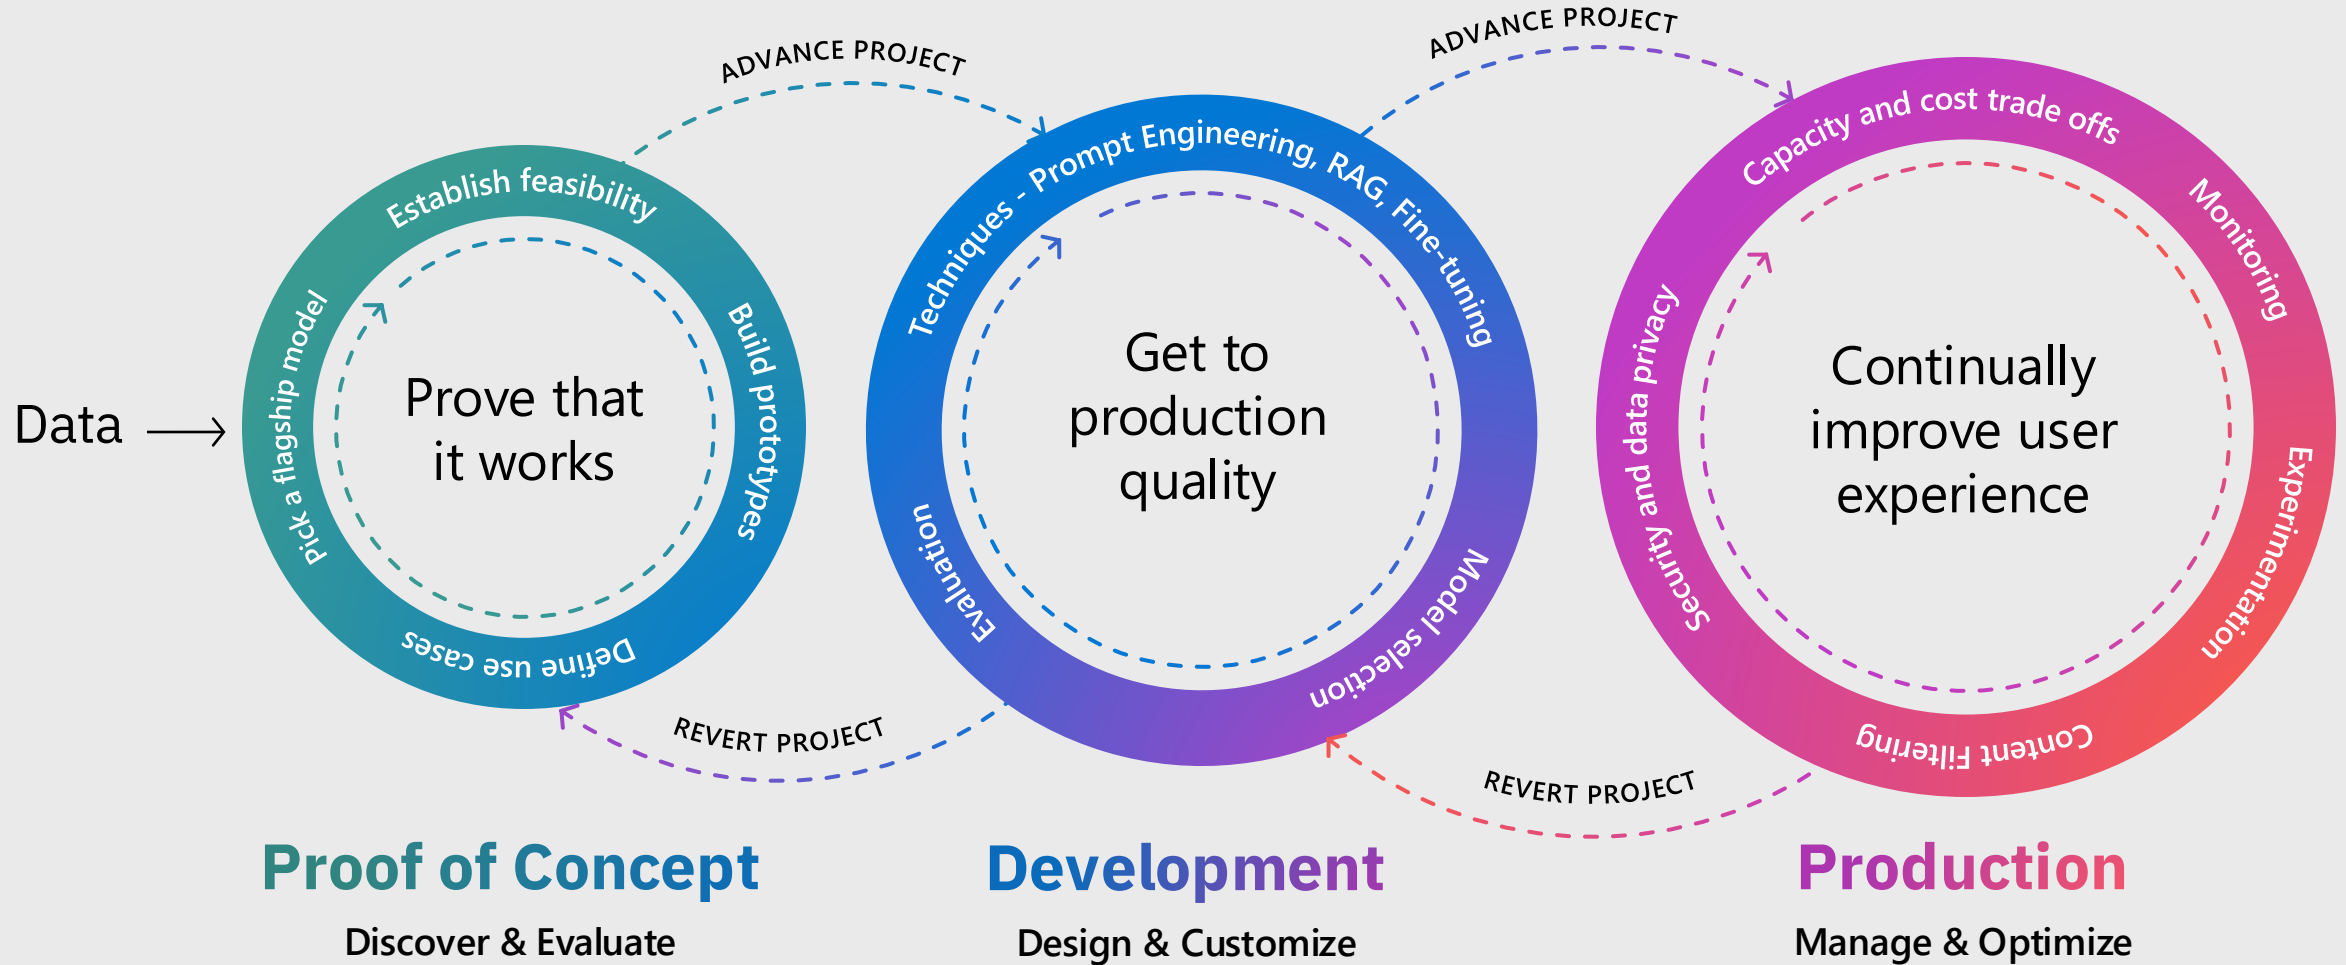 Data
ADVANCE PROJECT
Establish feasibility
Build prototypes
Define use cases
Pick a flagship model
Prove that
it works
REVERT PROJECT
Proof of Concept
Discover & Evaluate
ADVANCE PROJECT
Techniques - Prompt Engineering, RAG, Fine-tuning
Model selection
Evaluation
Get to
production
quality
REVERT PROJECT
Development
Design & Customize
Capacity and cost trade offs
Monitoring
Experimentation
Content Filtering
Security and data privacy
Continually
improve user
experience
Production
Manage & Optimize